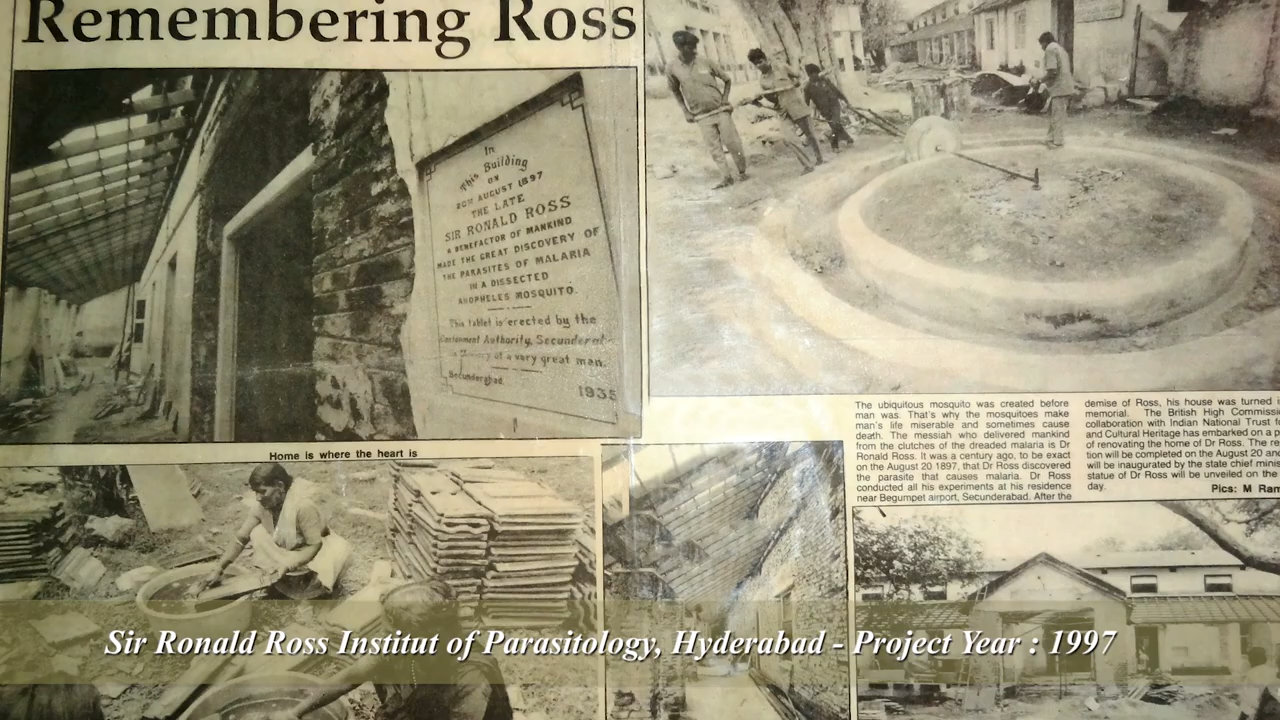 Remembering Ross
In
This Building
ON
20TH AUGUST 1897
THE LATE
SIR RONALD ROSS
A BENEFACTOR OF MANKIND
MADE THE GREAT DISCOVERY OF
THE PARASITES OF MALARIA
IN A DISSECTED
ANOPHELES MOSQUITO.
This tablet is erected by the
Authority,
of a very great man.
Secunderabad
1935
Home is where the heart is
The ubiquitous mosquito was created before
man was. That's why the mosquitoes make
man's life miserable and sometimes cause
death. The messiah who delivered mankind
from the clutches of the dreaded malaria is Dr
Ronald Ross. It was a century ago, to be exact
on the August 20 1897, that Dr Ross discovered
the parasite that causes malaria. Dr Ross
conducted all his experiments at his residence
near Begumpet airport, Secunderabad. After the
demise of Ross, his house was turned i
memorial. The British High Commiss
collaboration with Indian National Trust f
and Cultural Heritage has embarked on a p
of renovating the home of Dr Ross. The re
tion will be completed on the August 20 and
will be inaugurated by the state chief minis
statue of Dr Ross will be unveiled on the
day.
Pics: M Ram
Sir Ronald Ross Institut of Parasitology, Hyderabad - Project Year : 1997